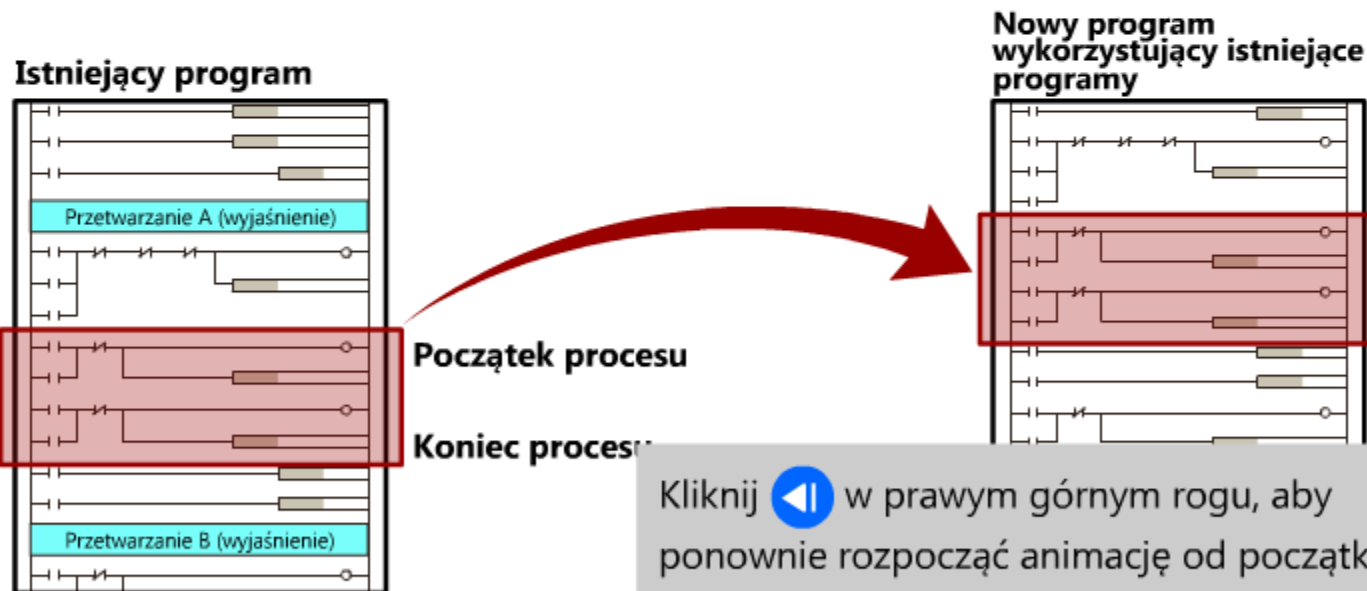 Nowy program
wykorzystujący istniejące
programy
Istniejący program
Przetwarzanie A (wyjaśnienie)
Początek procesu
Koniec procesu
Przetwarzanie B (wyjaśnienie)
Kliknij w prawym górnym rogu, aby
ponownie rozpocząć animację od